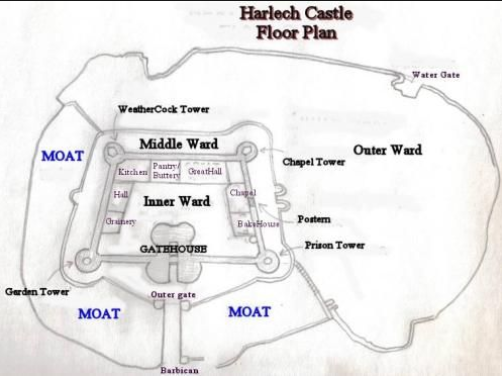 Harlech Castle
Floor Plan
Water Gate
WeatherCock Tower
MOAT
Middle Ward
Outer Ward
Chapel Tower
Kitchen
Pantry/
Buttery
GreatHall
Hall
Inner Ward
Chapel
Grainery
BakeHouse
Postern
GATEHOUSE
Prison Tower
Garden Tower
Outer gate
MOAT
MOAT
Barbican